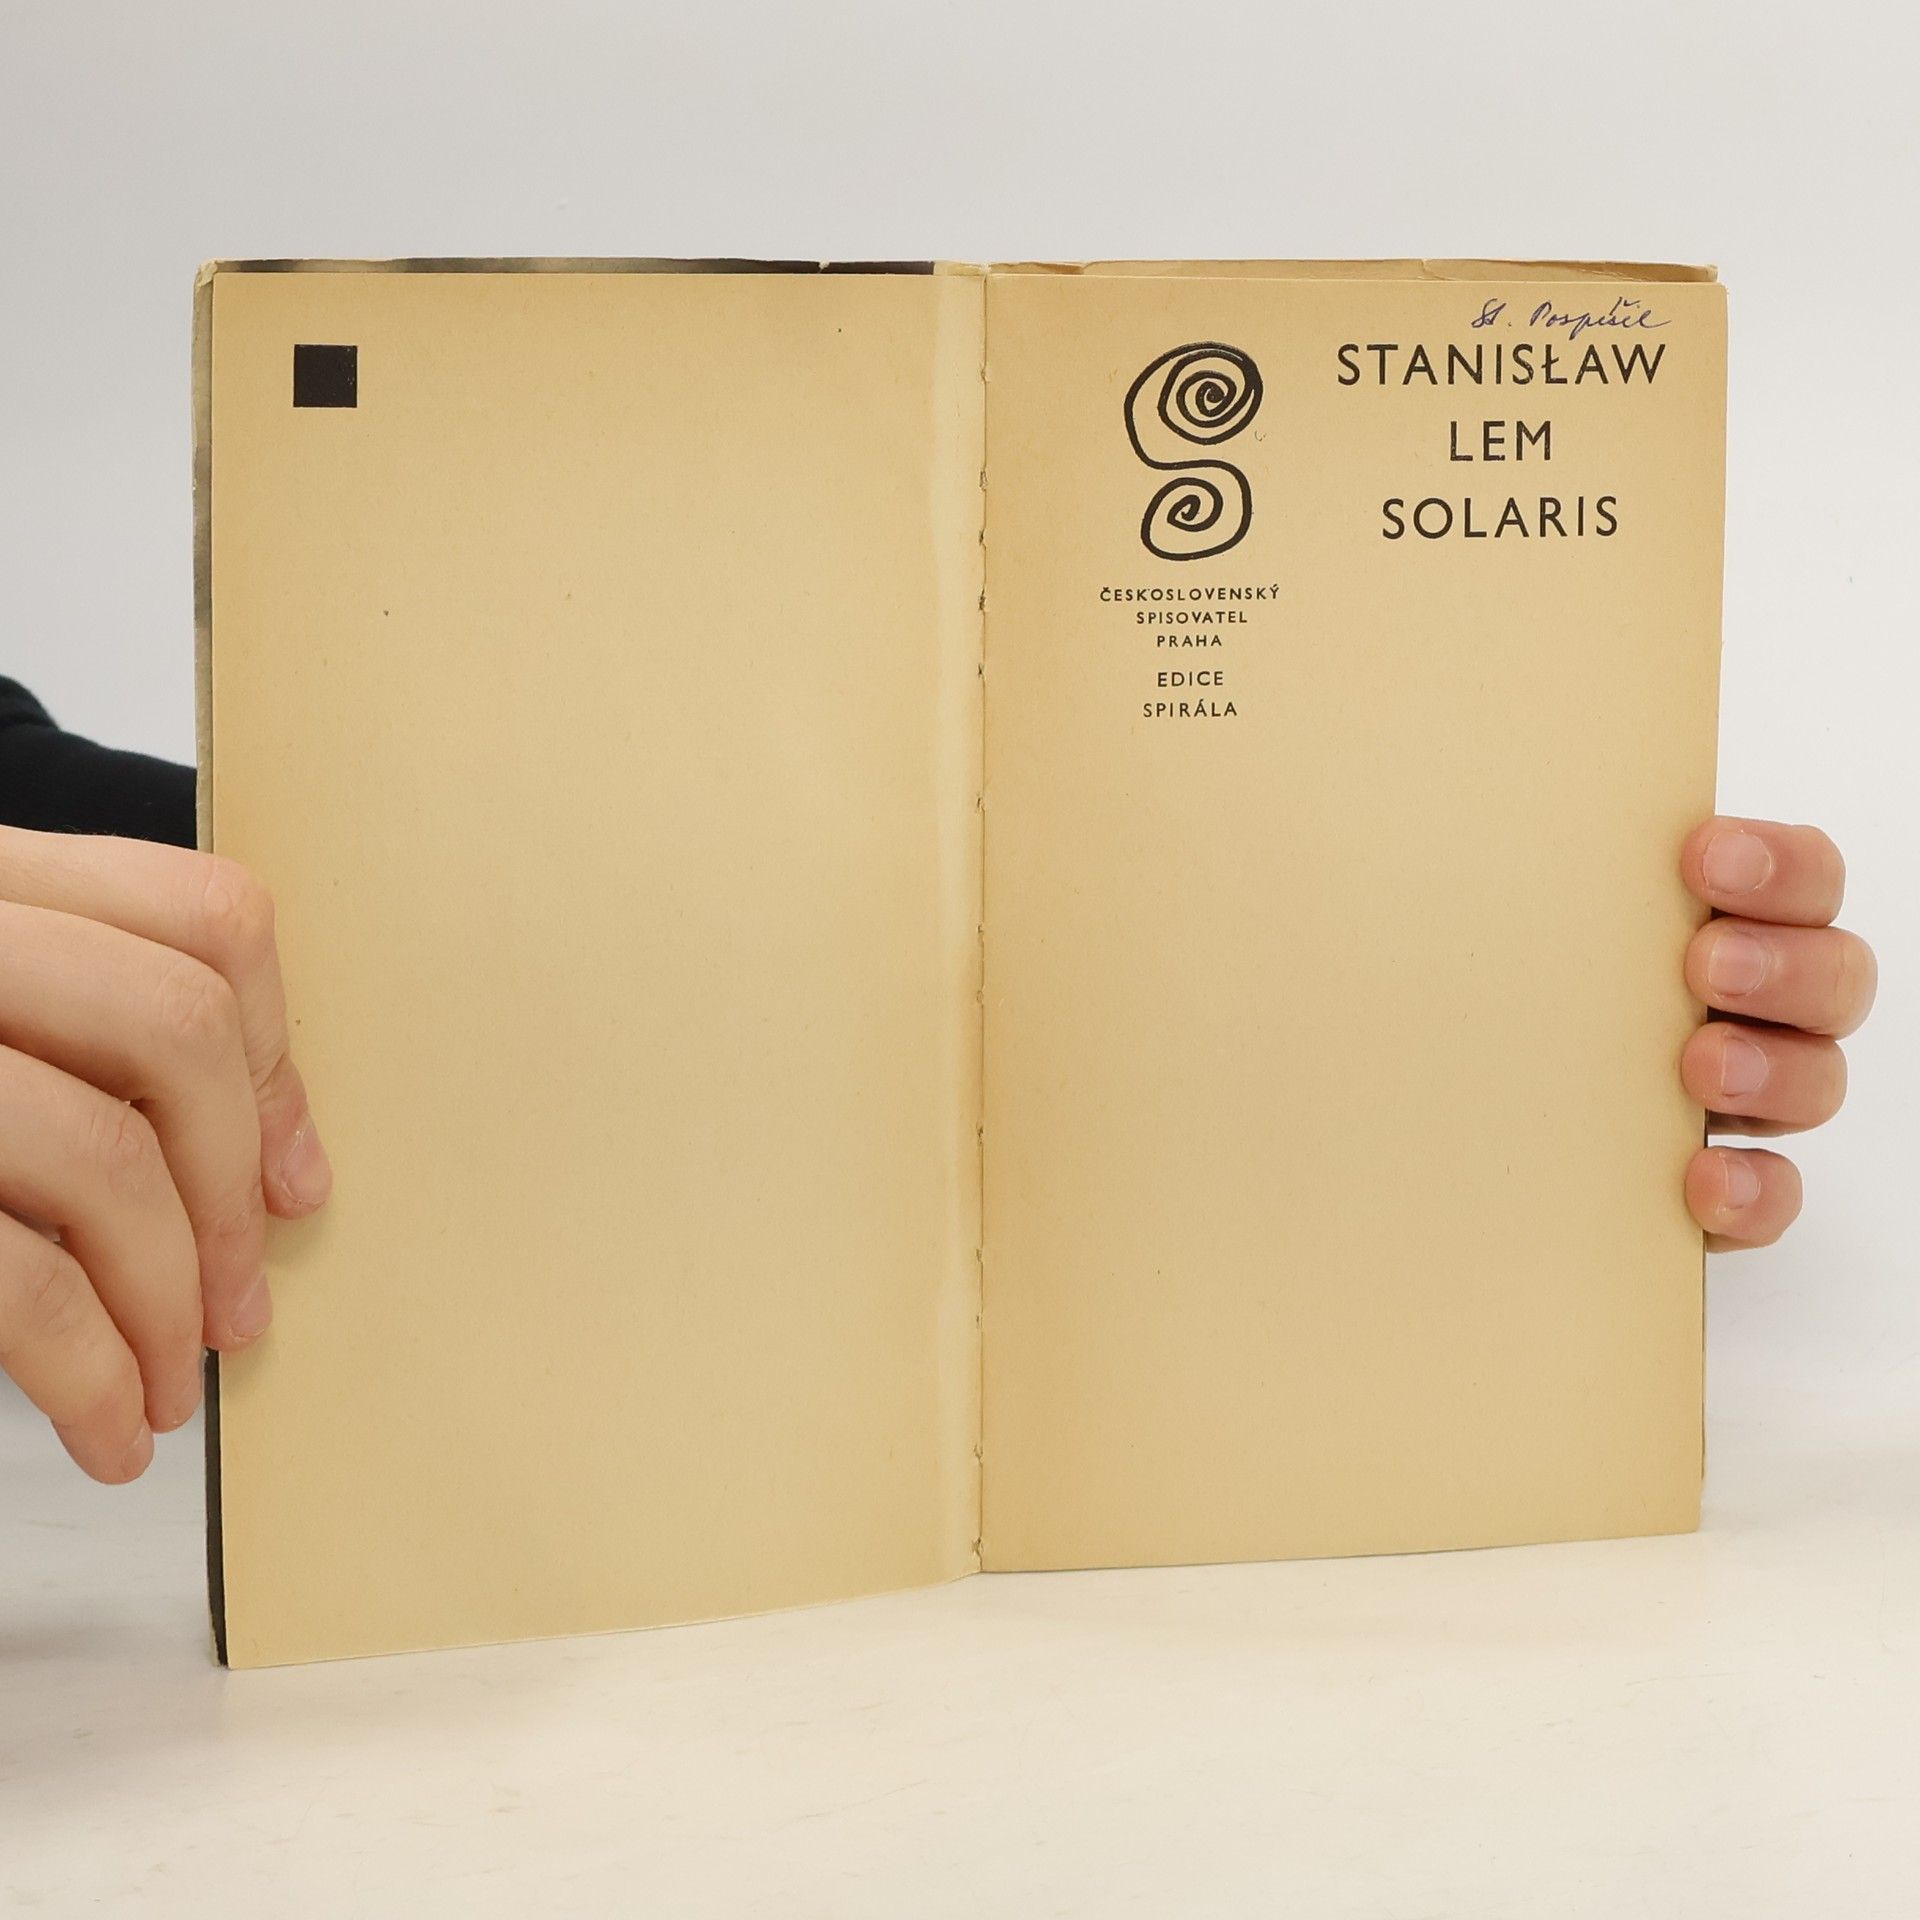 St. Pospíšil
STANISŁAW
LEM
SOLARIS
ČESKOSLOVENSKÝ
SPISOVATEL
PRAHA
EDICE
SPIRÁLA